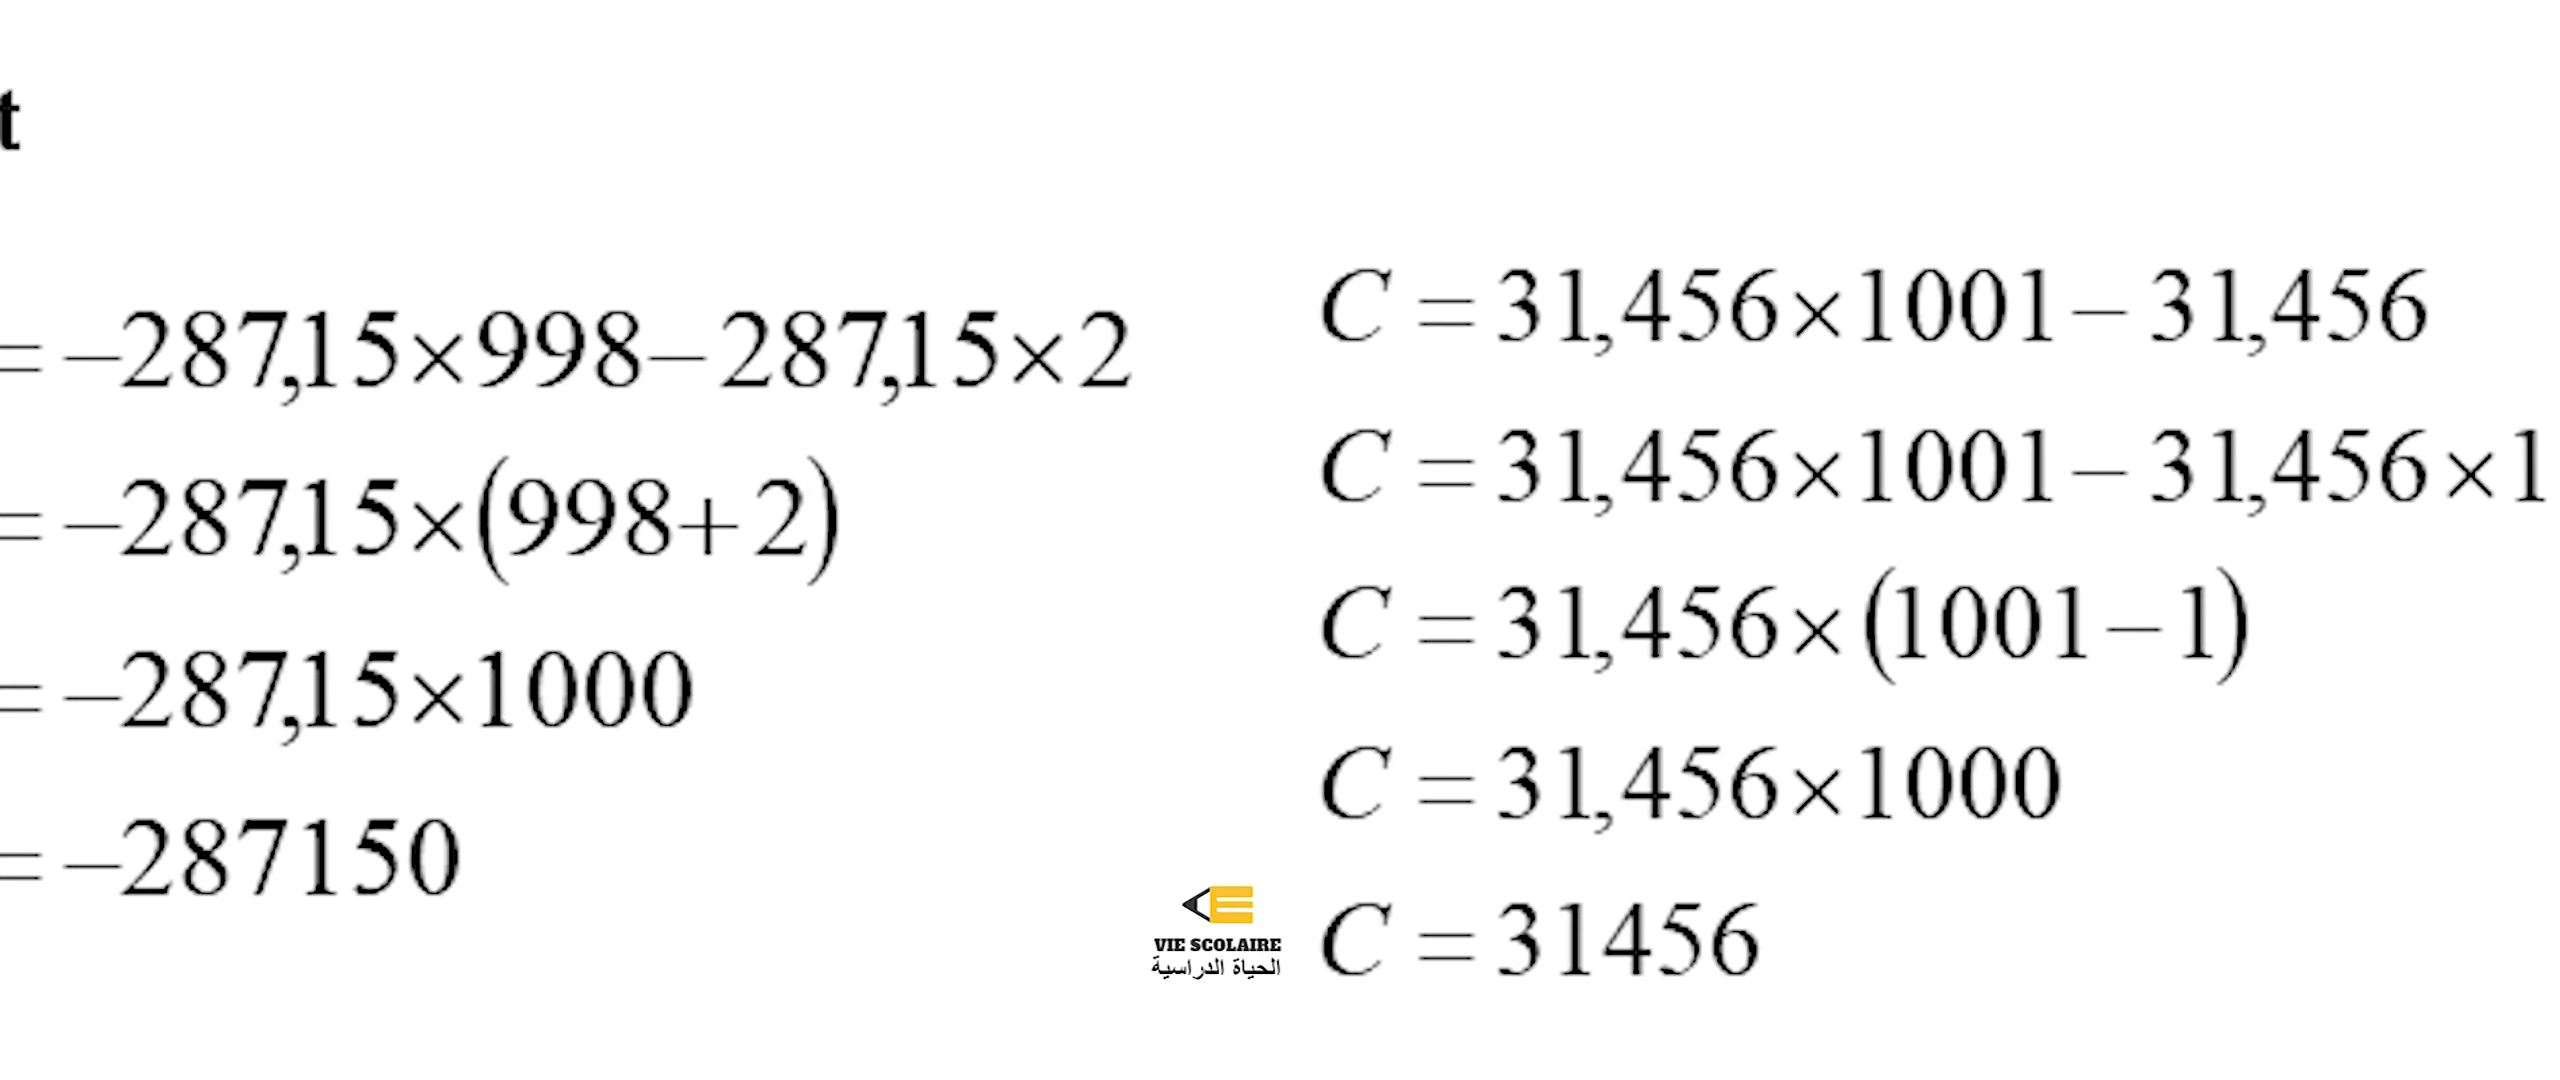 t
= −287,15×998−287,15×2
= −287,15×(998+2)
= −287,15×1000
= −287150
C = 31,456×1001−31,456
C = 31,456×1001−31,456×1
C = 31,456×(1001−1)
C = 31,456×1000
C = 31456
VIE SCOLAIRE
الحياة الدراسية